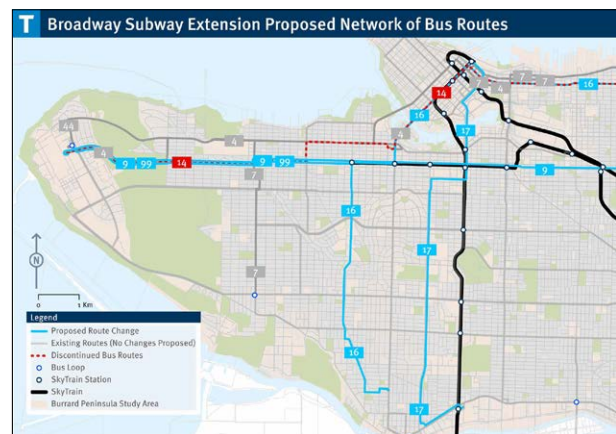 T Broadway Subway Extension Proposed Network of Bus Routes
7
7
7
4
16
14
16
17
44
4
4
4
9
99
14
9
99
9
7
16
17
7
N
0
1 Km
16
17
Legend
Proposed Route Change
Existing Routes (No Changes Proposed)
Discontinued Bus Routes
Bus Loop
SkyTrain Station
SkyTrain
Burrard Peninsula Study Area